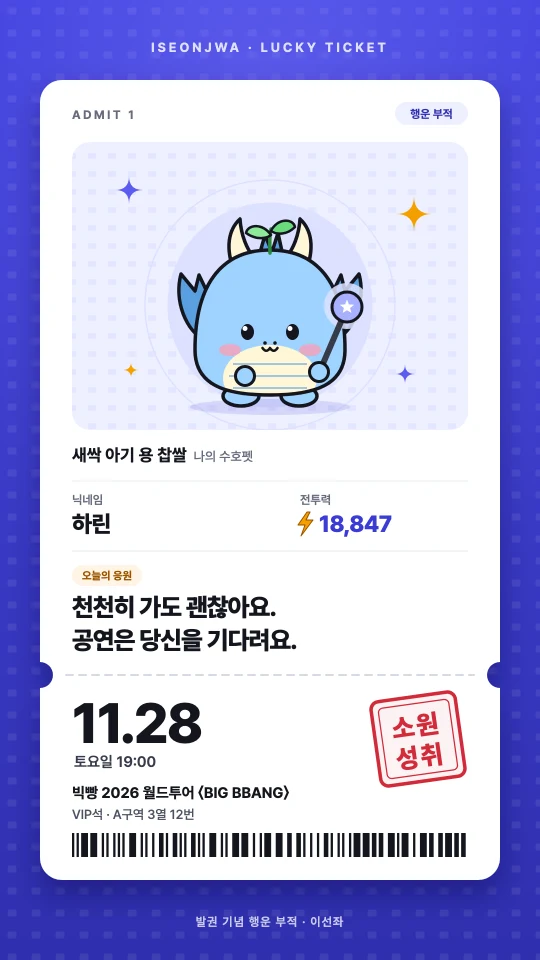 ISEONJWA · LUCKY TICKET
ADMIT 1
행운 부적
새싹 아기 용 찹쌀 나의 수호펫
닉네임
하린
전투력
18,847
오늘의 응원
천천히 가도 괜찮아요.
공연은 당신을 기다려요.
11.28
토요일 19:00
소원
성취
빅빵 2026 월드투어 〈BIG BBANG〉
VIP석 · A구역 3열 12번
발권 기념 행운 부적 · 이선좌